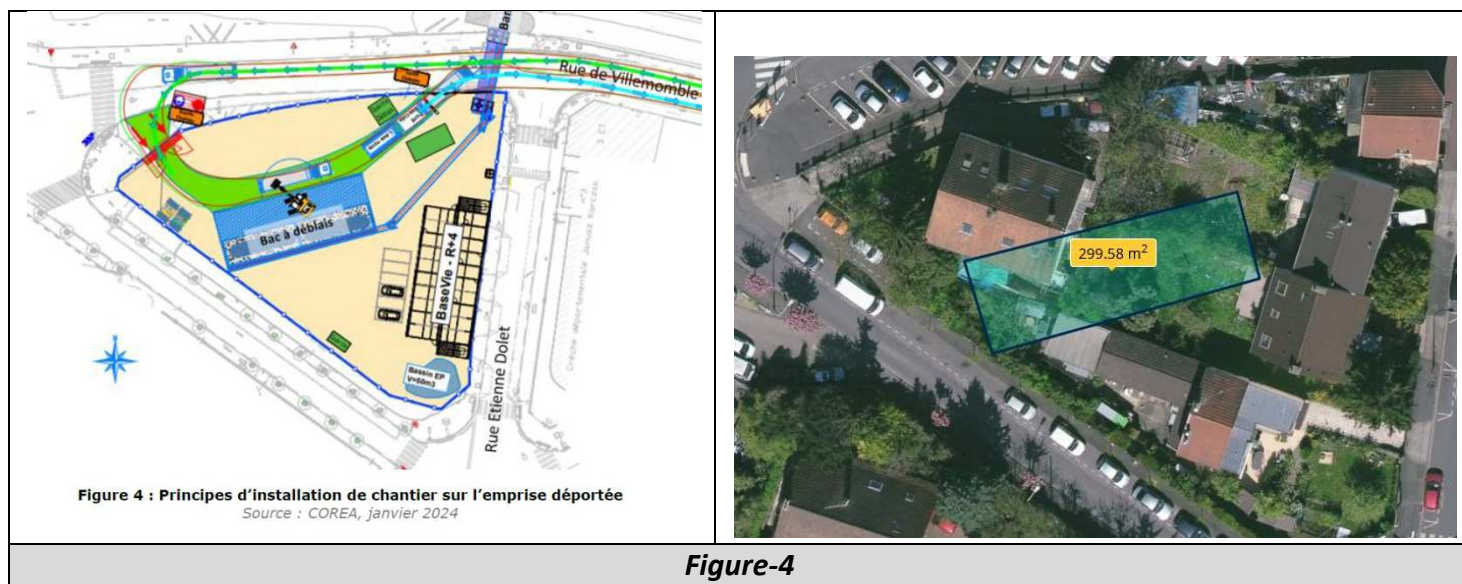 Rue de Villemomble
Bac à déblais
BaseVie - R+4
Bassin EP
V=60m3
Rue Etienne Dolet
Figure 4 : Principes d'installation de chantier sur l'emprise déportée
Source : COREA, janvier 2024
299.58 m²
Figure-4